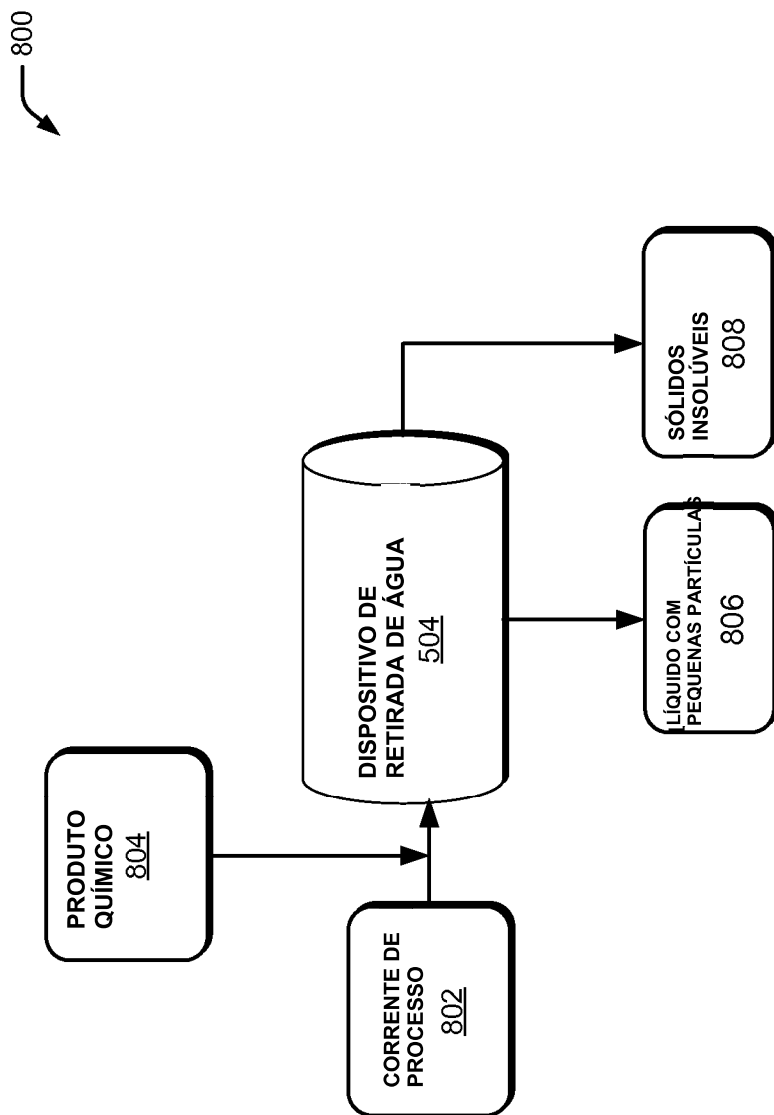 800
PRODUTO
QUÍMICO
804
CORRENTE DE
PROCESSO
802
DISPOSITIVO DE
RETIRADA DE ÁGUA
504
LÍQUIDO COM
PEQUENAS PARTÍCULAS
806
SÓLIDOS
INSOLÚVEIS
808